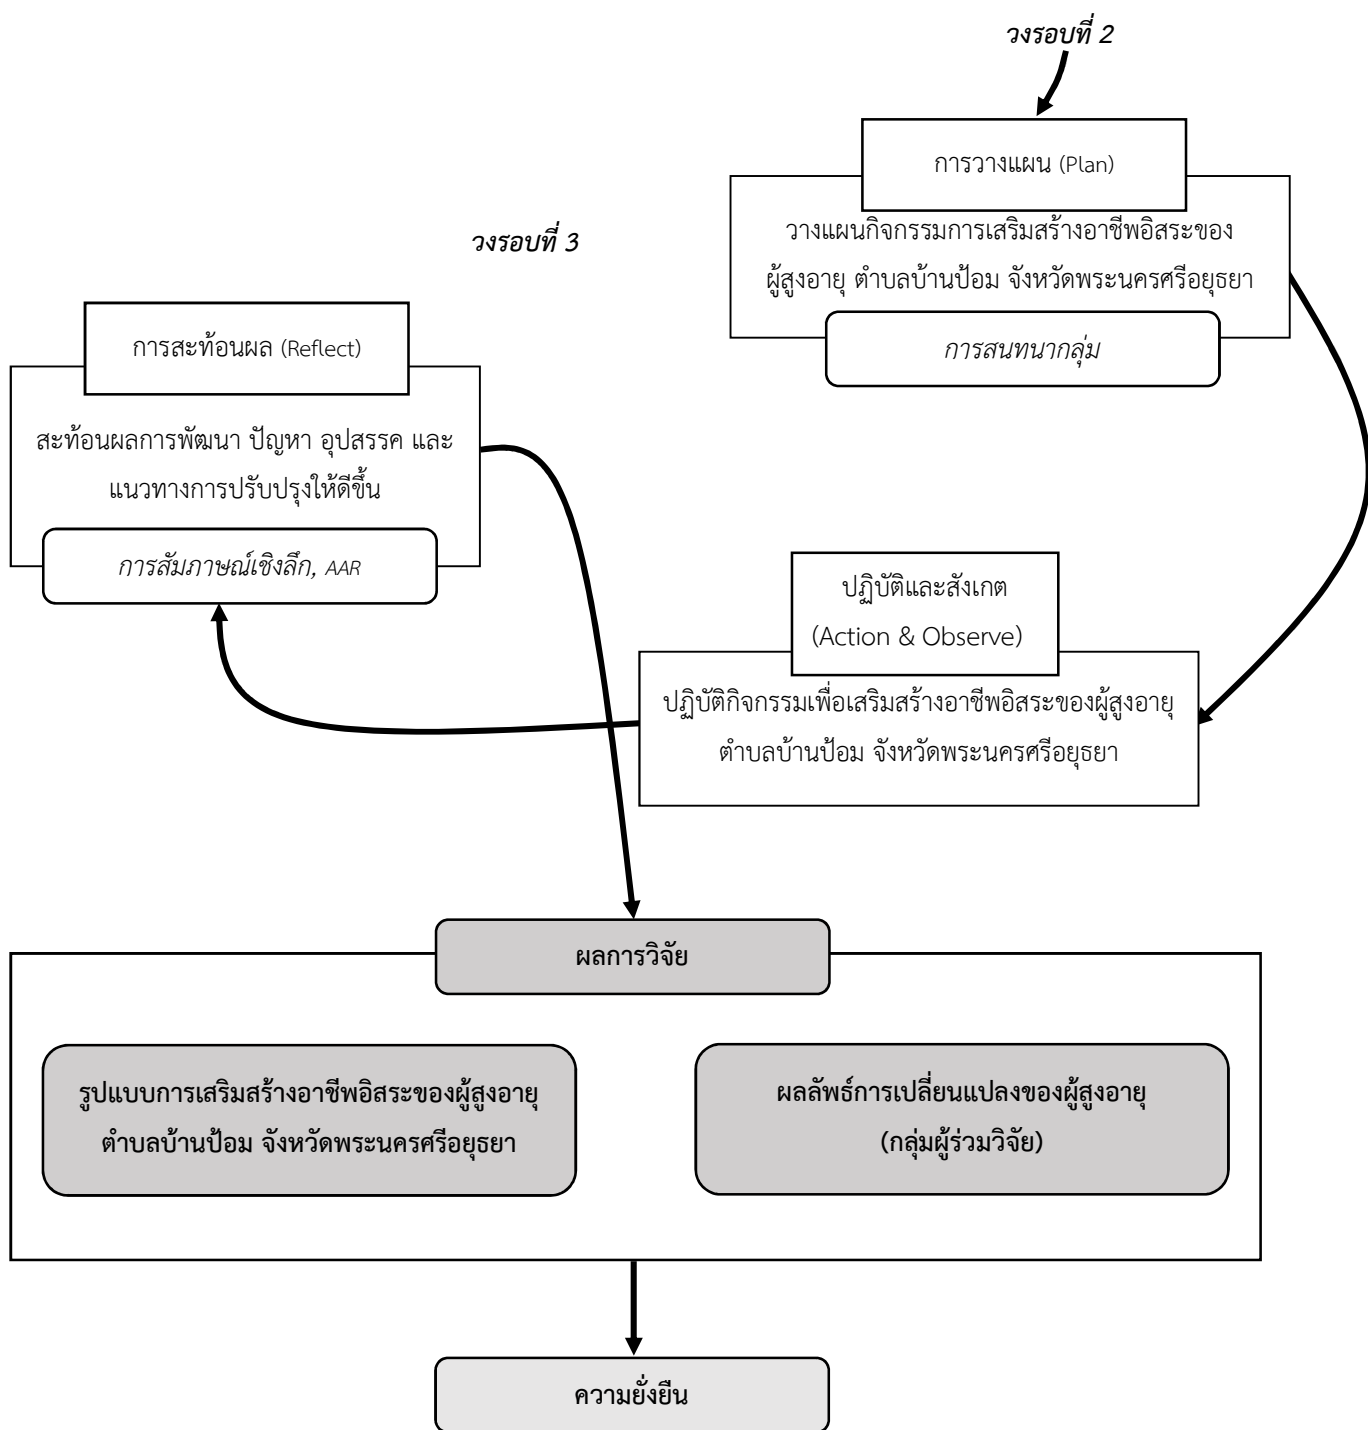 วงรอบที่ 2
การวางแผน (Plan)
วางแผนกิจกรรมการเสริมสร้างอาชีพอิสระของ
ผู้สูงอายุ ตำบลบ้านป้อม จังหวัดพระนครศรีอยุธยา
การสนทนากลุ่ม
วงรอบที่ 3
การสะท้อนผล (Reflect)
สะท้อนผลการพัฒนา ปัญหา อุปสรรค และ
แนวทางการปรับปรุงให้ดีขึ้น
การสัมภาษณ์เชิงลึก, AAR
ปฏิบัติและสังเกต
(Action & Observe)
ปฏิบัติกิจกรรมเพื่อเสริมสร้างอาชีพอิสระของผู้สูงอายุ
ตำบลบ้านป้อม จังหวัดพระนครศรีอยุธยา
ผลการวิจัย
รูปแบบการเสริมสร้างอาชีพอิสระของผู้สูงอายุ
ตำบลบ้านป้อม จังหวัดพระนครศรีอยุธยา
ผลลัพธ์การเปลี่ยนแปลงของผู้สูงอายุ
(กลุ่มผู้ร่วมวิจัย)
ความยั่งยืน